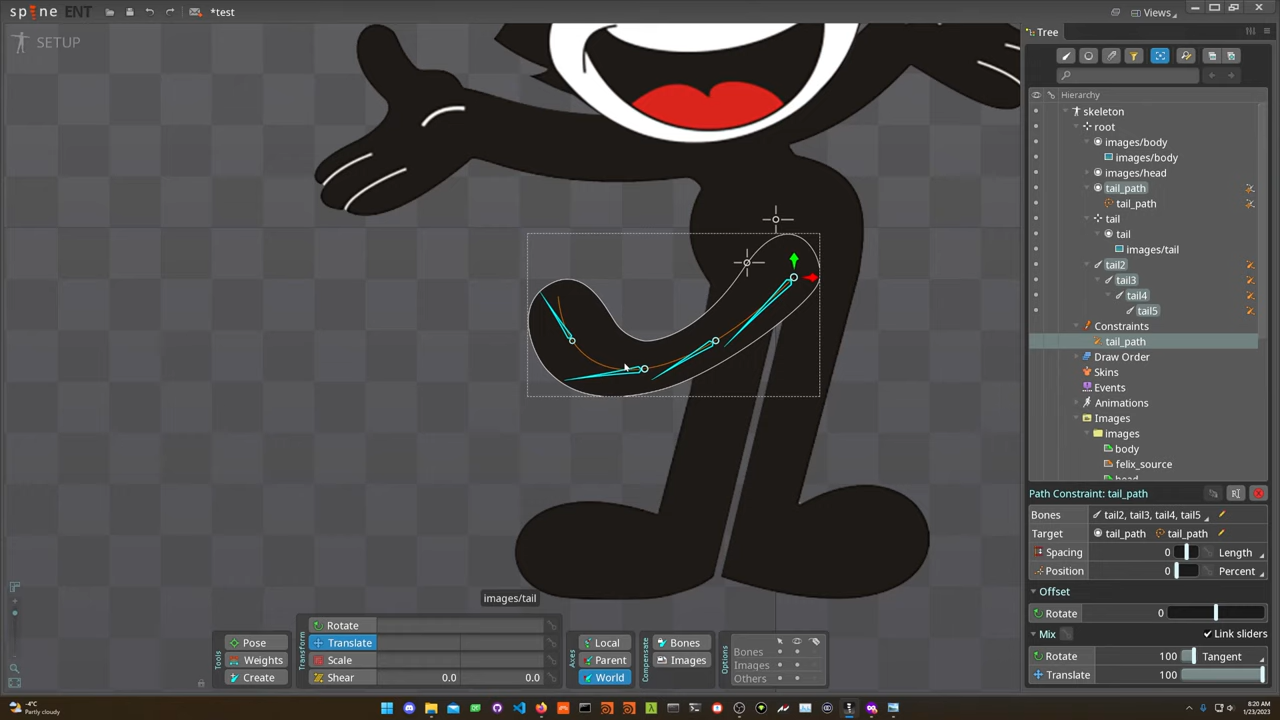 spine ENT
*test
Views
SETUP
Tree
Hierarchy
skeleton
root
images/body
images/body
images/head
tail_path
tail_path
tail
tail
images/tail
tail2
tail3
tail4
tail5
Constraints
tail_path
Draw Order
Skins
Events
Animations
Images
images
body
felix_source
Path Constraint: tail_path
Bones tail2, tail3, tail4, tail5
Target tail_path tail_path
Spacing 0 Length
Position 0 Percent
Offset
Rotate 0
Mix Link sliders
Rotate 100 Tangent
Translate 100
images/tail
Tools
Pose
Weights
Create
Transform
Rotate
Translate
Scale
Shear 0.0 0.0
Axes
Local
Parent
World
Compensate
Bones
Images
Options
Bones
Images
Others
-4°C
Partly cloudy
8:20 AM
1/23/2023